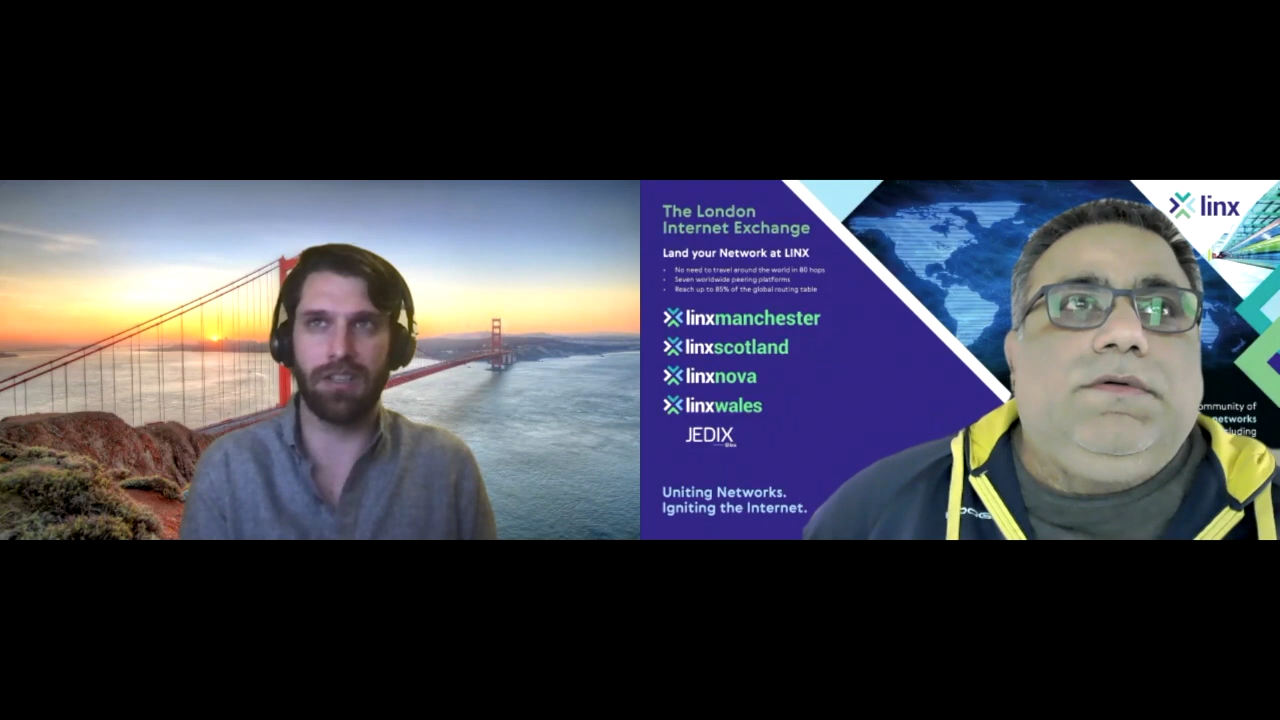 The London
Internet Exchange
Land your Network at LINX
No need to travel around the world in 80 hops
Seven worldwide peering platforms
Reach up to 85% of the global routing table
linxmanchester
linxscotland
linxnova
linxwales
JEDIX
Uniting Networks.
Igniting the Internet.
linx
networks